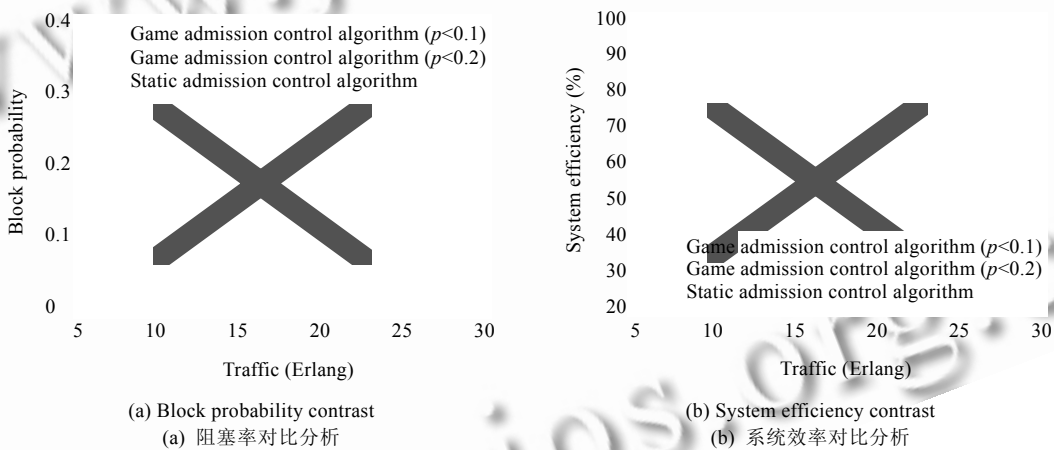 0.4
0.3
0.2
0.1
0
Block probability
Game admission control algorithm (p<0.1)
Game admission control algorithm (p<0.2)
Static admission control algorithm
5 10 15 20 25 30
Traffic (Erlang)
(a) Block probability contrast
(a) 阻塞率对比分析
100
90
80
70
60
50
40
30
20
System efficiency (%)
Game admission control algorithm (p<0.1)
Game admission control algorithm (p<0.2)
Static admission control algorithm
5 10 15 20 25 30
Traffic (Erlang)
(b) System efficiency contrast
(b) 系统效率对比分析